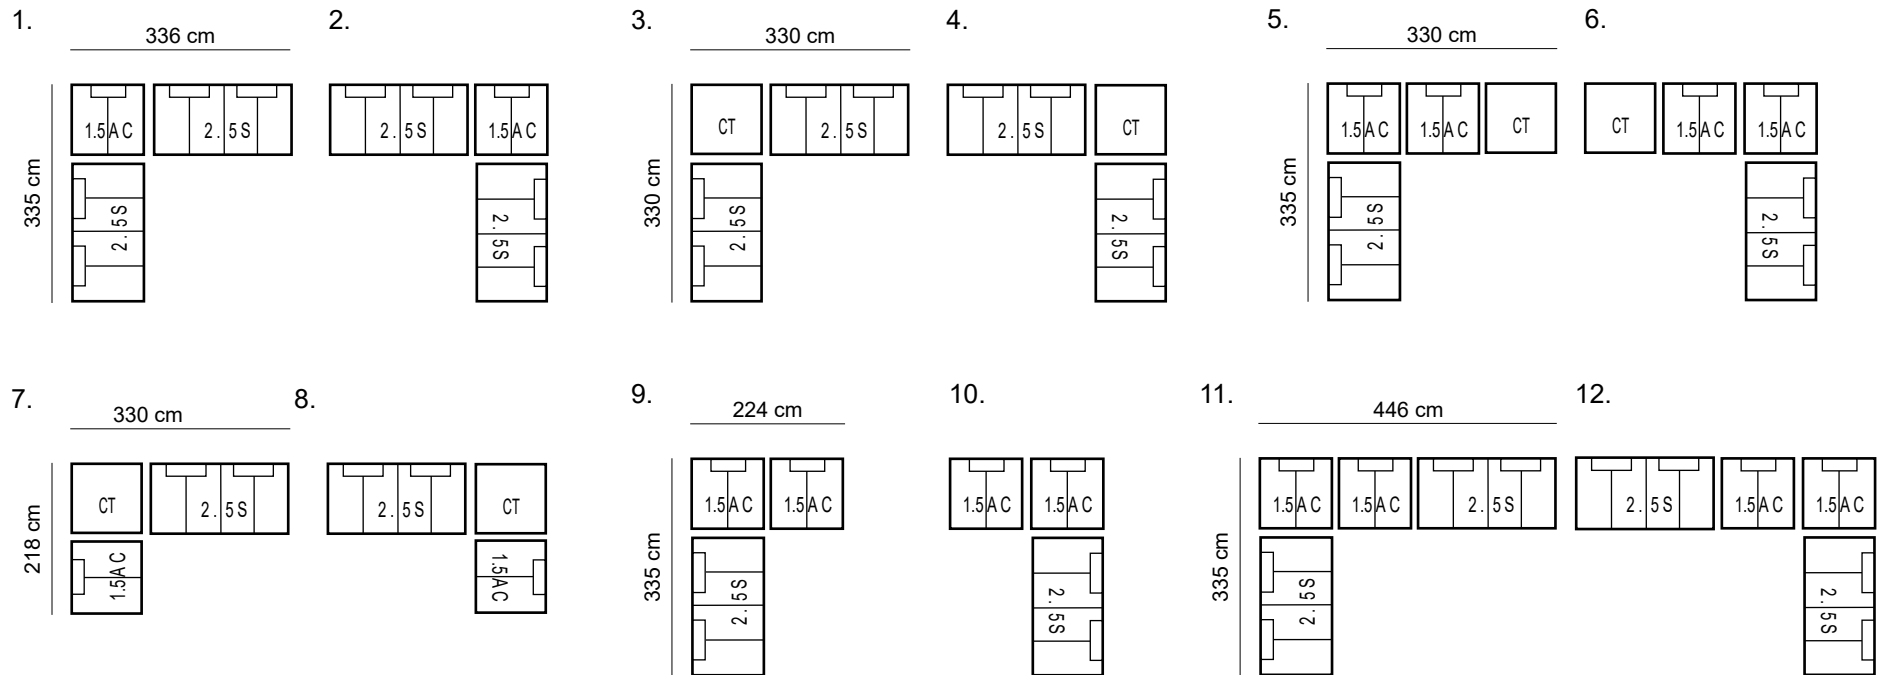 1. 2. 3. 4. 5. 6.
336 cm 330 cm 330 cm
1.5 A C 2. 5 S 2. 5 S 1.5 A C CT 2. 5 S 2. 5 S CT 1.5 A C 1.5 A C CT CT 1.5 A C 1.5 A C
335 cm 2. 5 S 2. 5 S 330 cm 2. 5 S 2. 5 S 335 cm 2. 5 S 2. 5 S
7. 8. 9. 10. 11. 12.
330 cm 224 cm 446 cm
CT 2. 5 S 2. 5 S CT 1.5 A C 1.5 A C 1.5 A C 1.5 A C 1.5 A C 1.5 A C 2. 5 S 2. 5 S 1.5 A C 1.5 A C
218 cm 1.5 A C 1.5 A C 335 cm 2. 5 S 2. 5 S 335 cm 2. 5 S 2. 5 S